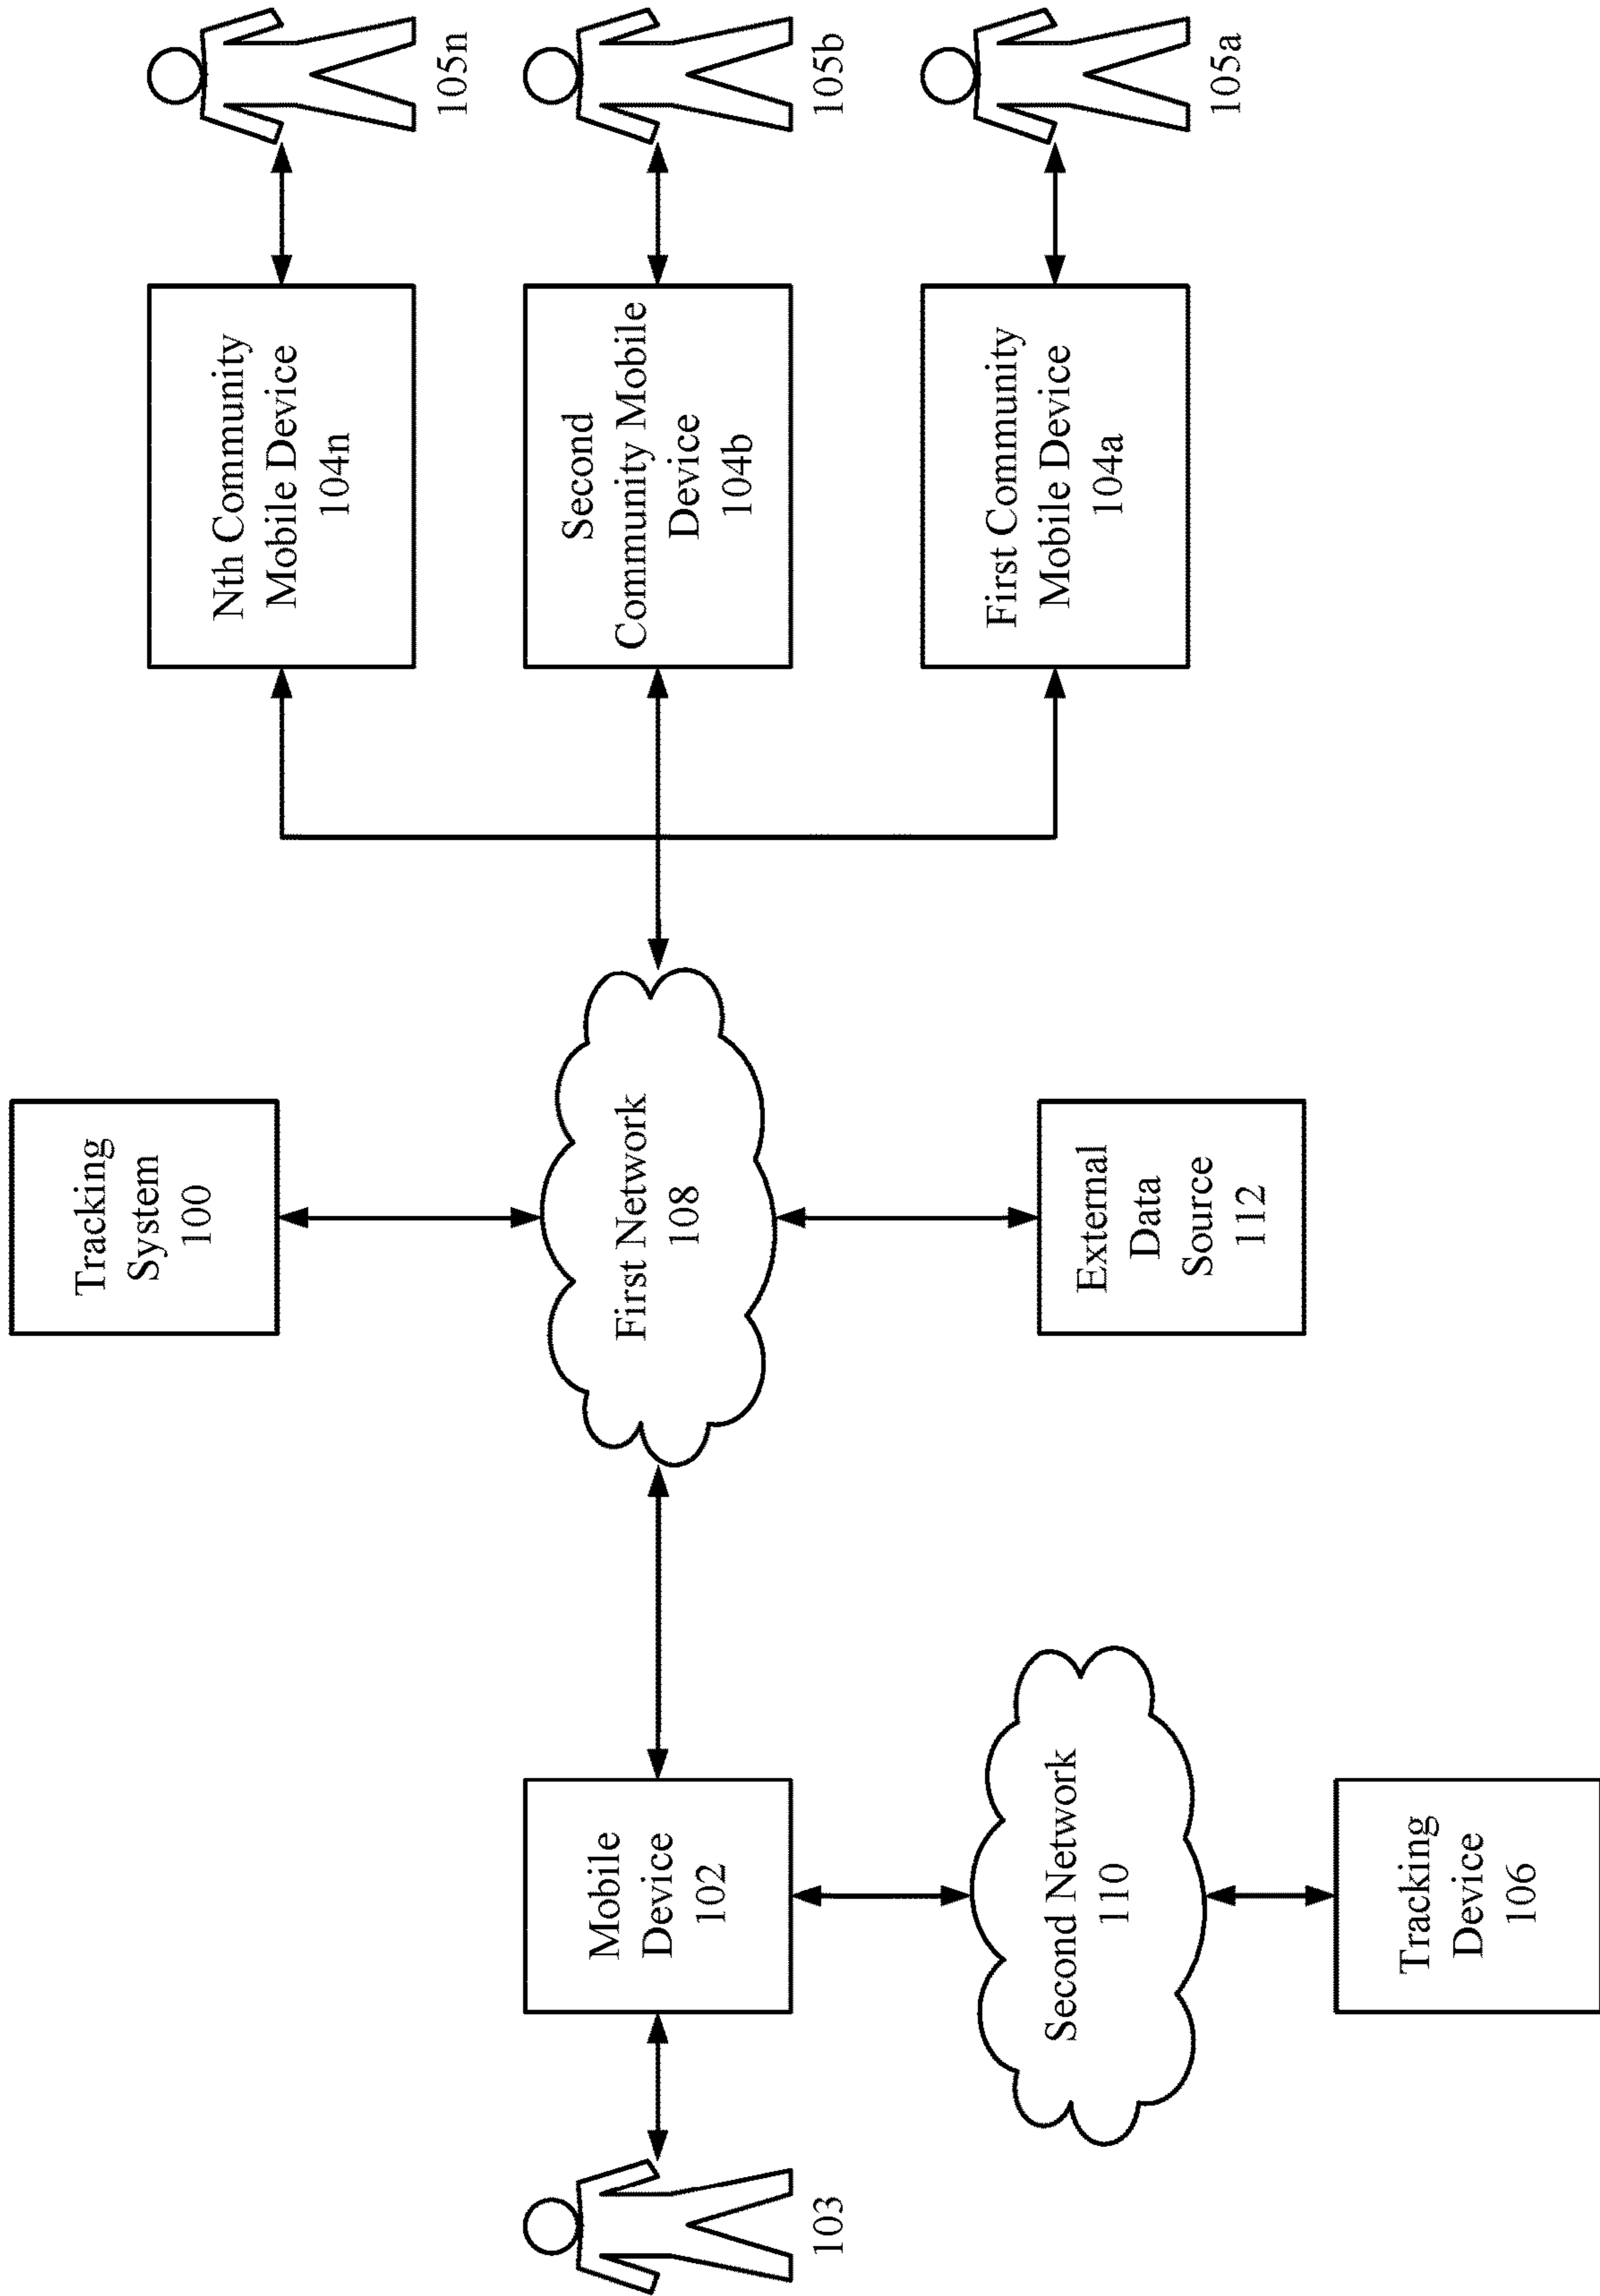 Tracking
System
100
103
Mobile
Device
102
First Network
108
Nth Community
Mobile Device
104n
105n
Second
Community Mobile
Device
104b
105b
First Community
Mobile Device
104a
105a
Second Network
110
External
Data
Source
112
Tracking
Device
106